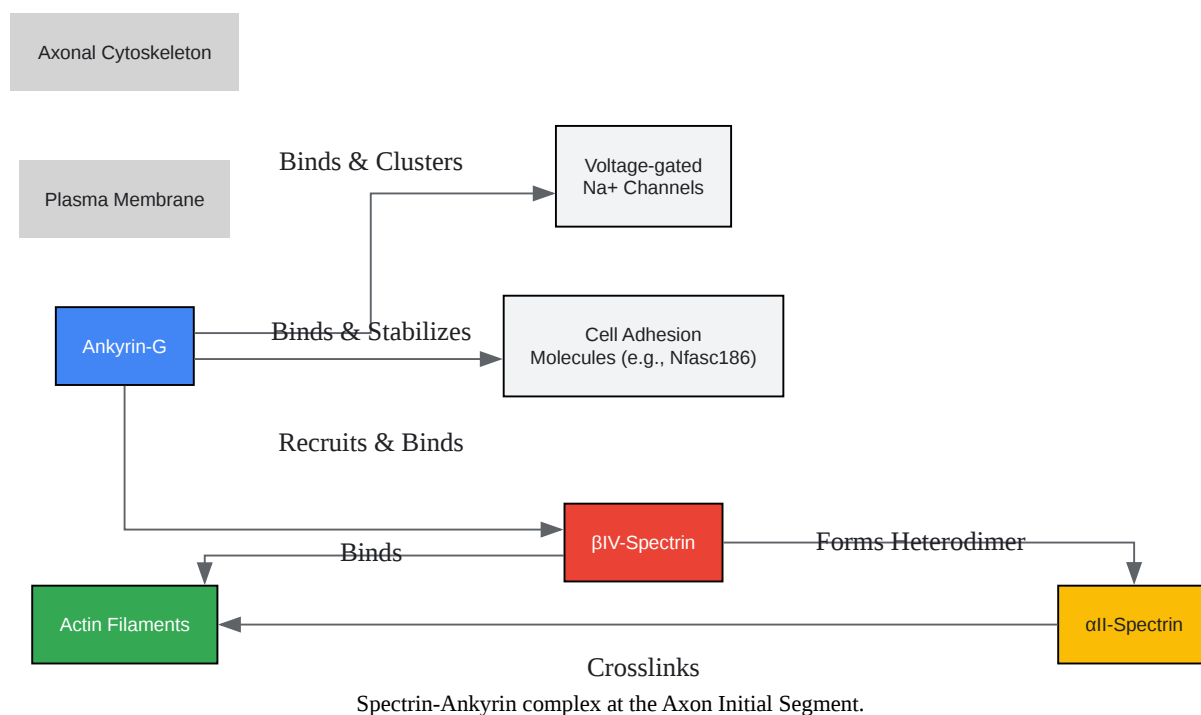 Axonal Cytoskeleton
Plasma Membrane
Binds & Clusters
Voltage-gated
Na+ Channels
Ankyrin-G
Binds & Stabilizes
Cell Adhesion
Molecules (e.g., Nfasc186)
Recruits & Binds
βIV-Spectrin
Binds
Forms Heterodimer
Actin Filaments
αII-Spectrin
Crosslinks
Spectrin-Ankyrin complex at the Axon Initial Segment.